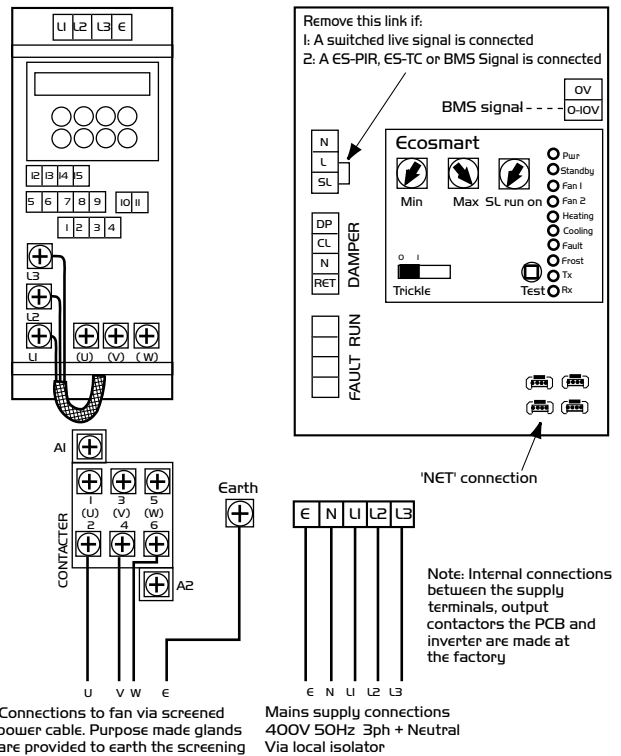 L1 L2 L3 E
12 13 14 15
5 6 7 8 9 10 11
1 2 3 4
L3
L2
L1 (U) (V) (W)
A1
1 3 5
(U) (V) (W)
2 4 6
CONTACTER
A2
Earth
U V W E
Connections to fan via screened
power cable. Purpose made glands
are provided to earth the screening
Remove this link if:
1: A switched live signal is connected
2: A ES-PIR, ES-TC or BMS Signal is connected
BMS signal
0V
0-10V
N
L
SL
DP
CL
N
RET
DAMPER
FAULT RUN
Ecosmart
Min Max SL run on
0 1
Trickle
Test
Pwr
Standby
Fan 1
Fan 2
Heating
Cooling
Fault
Frost
Tx
Rx
'NET' connection
E N L1 L2 L3
E N L1 L2 L3
Mains supply connections
400V 50Hz 3ph + Neutral
Via local isolator
Note: Internal connections
between the supply
terminals, output
contactors the PCB and
inverter are made at
the factory